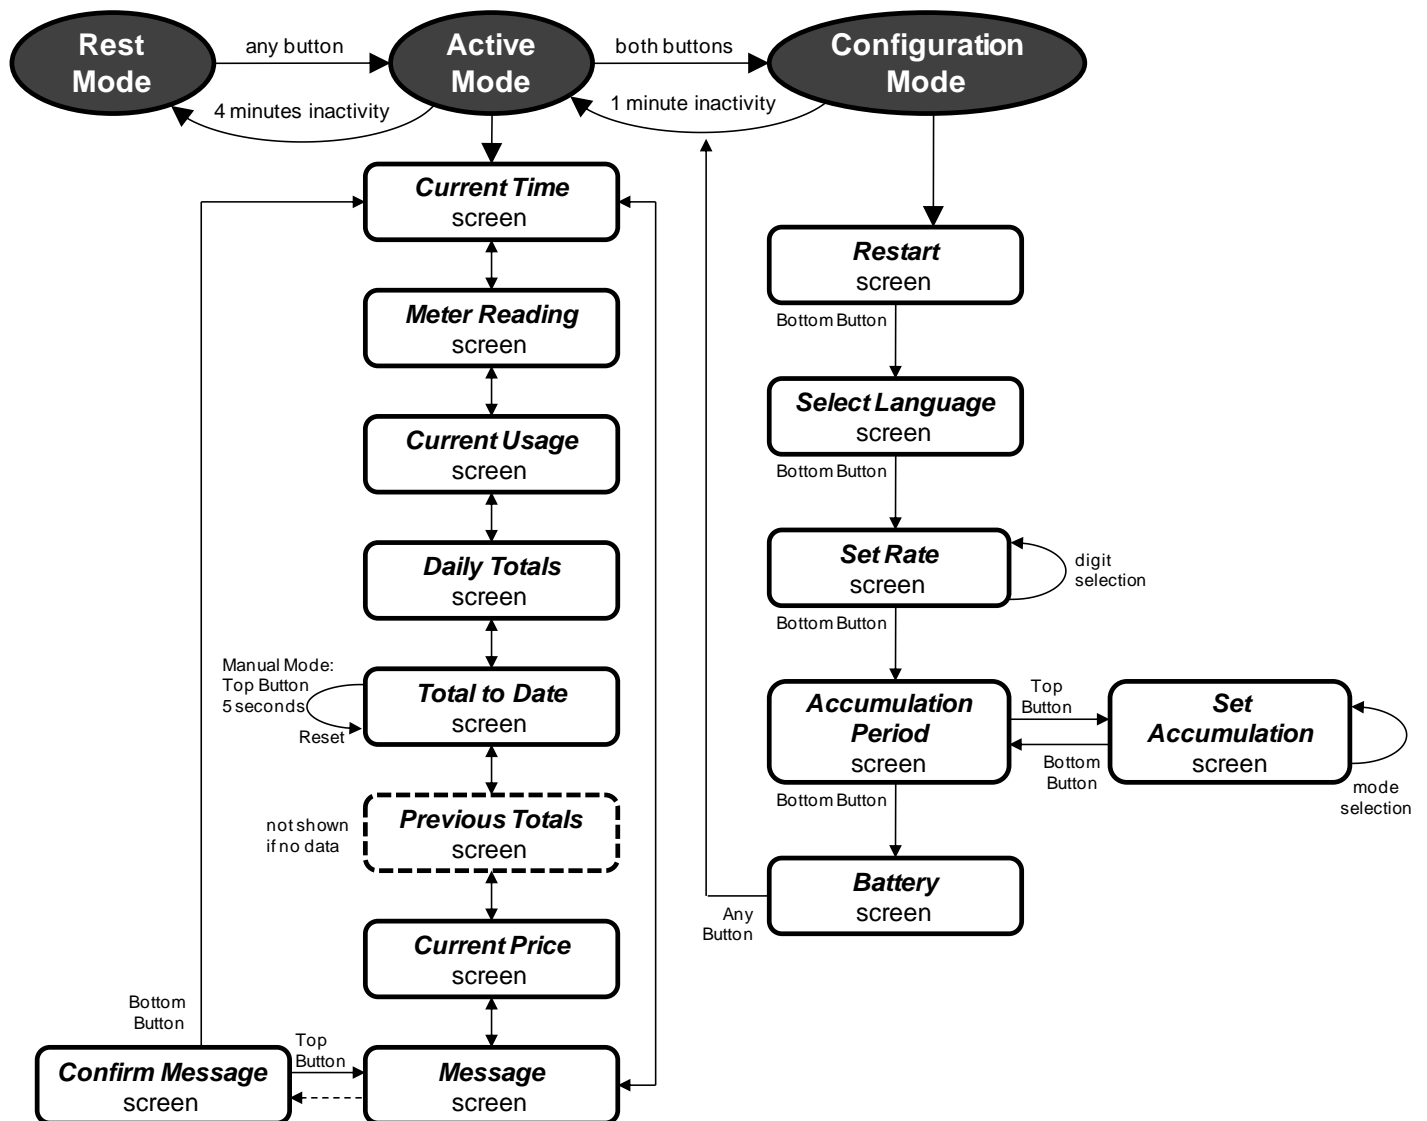 Rest
Mode
any button
Active
Mode
both buttons
Configuration
Mode
4 minutes inactivity
1 minute inactivity
Current Time
screen
Meter Reading
screen
Current Usage
screen
Daily Totals
screen
Manual Mode:
Top Button
5 seconds
Reset
Total to Date
screen
not shown
if no data
Previous Totals
screen
Current Price
screen
Bottom
Button
Top
Button
Confirm Message
screen
Message
screen
Restart
screen
Bottom Button
Select Language
screen
Bottom Button
Set Rate
screen
digit
selection
Bottom Button
Accumulation
Period
screen
Top
Button
Bottom
Button
Set
Accumulation
screen
mode
selection
Bottom Button
Battery
screen
Any
Button